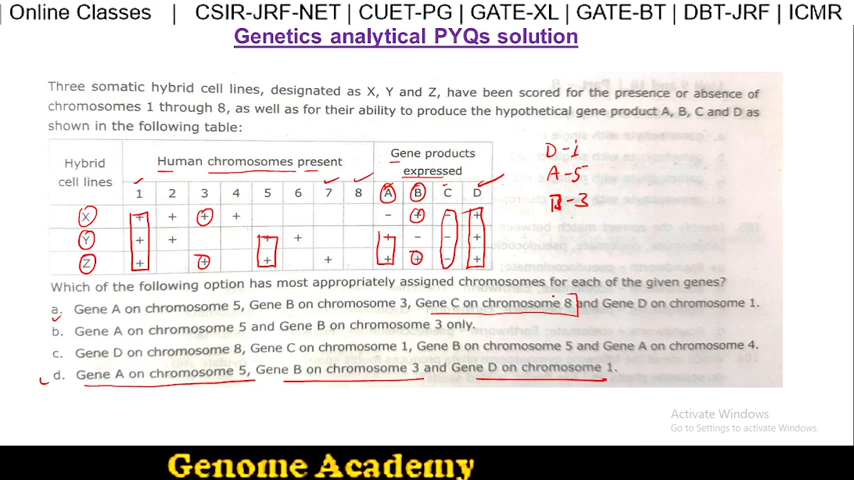 | Online Classes | CSIR-JRF-NET | CUET-PG | GATE-XL | GATE-BT | DBT-JRF | ICMR
Genetics analytical PYQs solution
Three somatic hybrid cell lines, designated as X, Y and Z, have been scored for the presence or absence of
chromosomes 1 through 8, as well as for their ability to produce the hypothetical gene product A, B, C and D as
shown in the following table:
Hybrid cell lines | Human chromosomes present | Gene products expressed
1 2 3 4 5 6 7 8 A B C D
X + + + + - + - +
Y + + + + + - - +
Z + + + + + + - +
D-1
A-5
B-3
Which of the following option has most appropriately assigned chromosomes for each of the given genes?
a. Gene A on chromosome 5, Gene B on chromosome 3, Gene C on chromosome 8 and Gene D on chromosome 1.
b. Gene A on chromosome 5 and Gene B on chromosome 3 only.
c. Gene D on chromosome 8, Gene C on chromosome 1, Gene B on chromosome 5 and Gene A on chromosome 4.
d. Gene A on chromosome 5, Gene B on chromosome 3 and Gene D on chromosome 1.
Activate Windows
Go to Settings to activate Windows.
Genome Academy